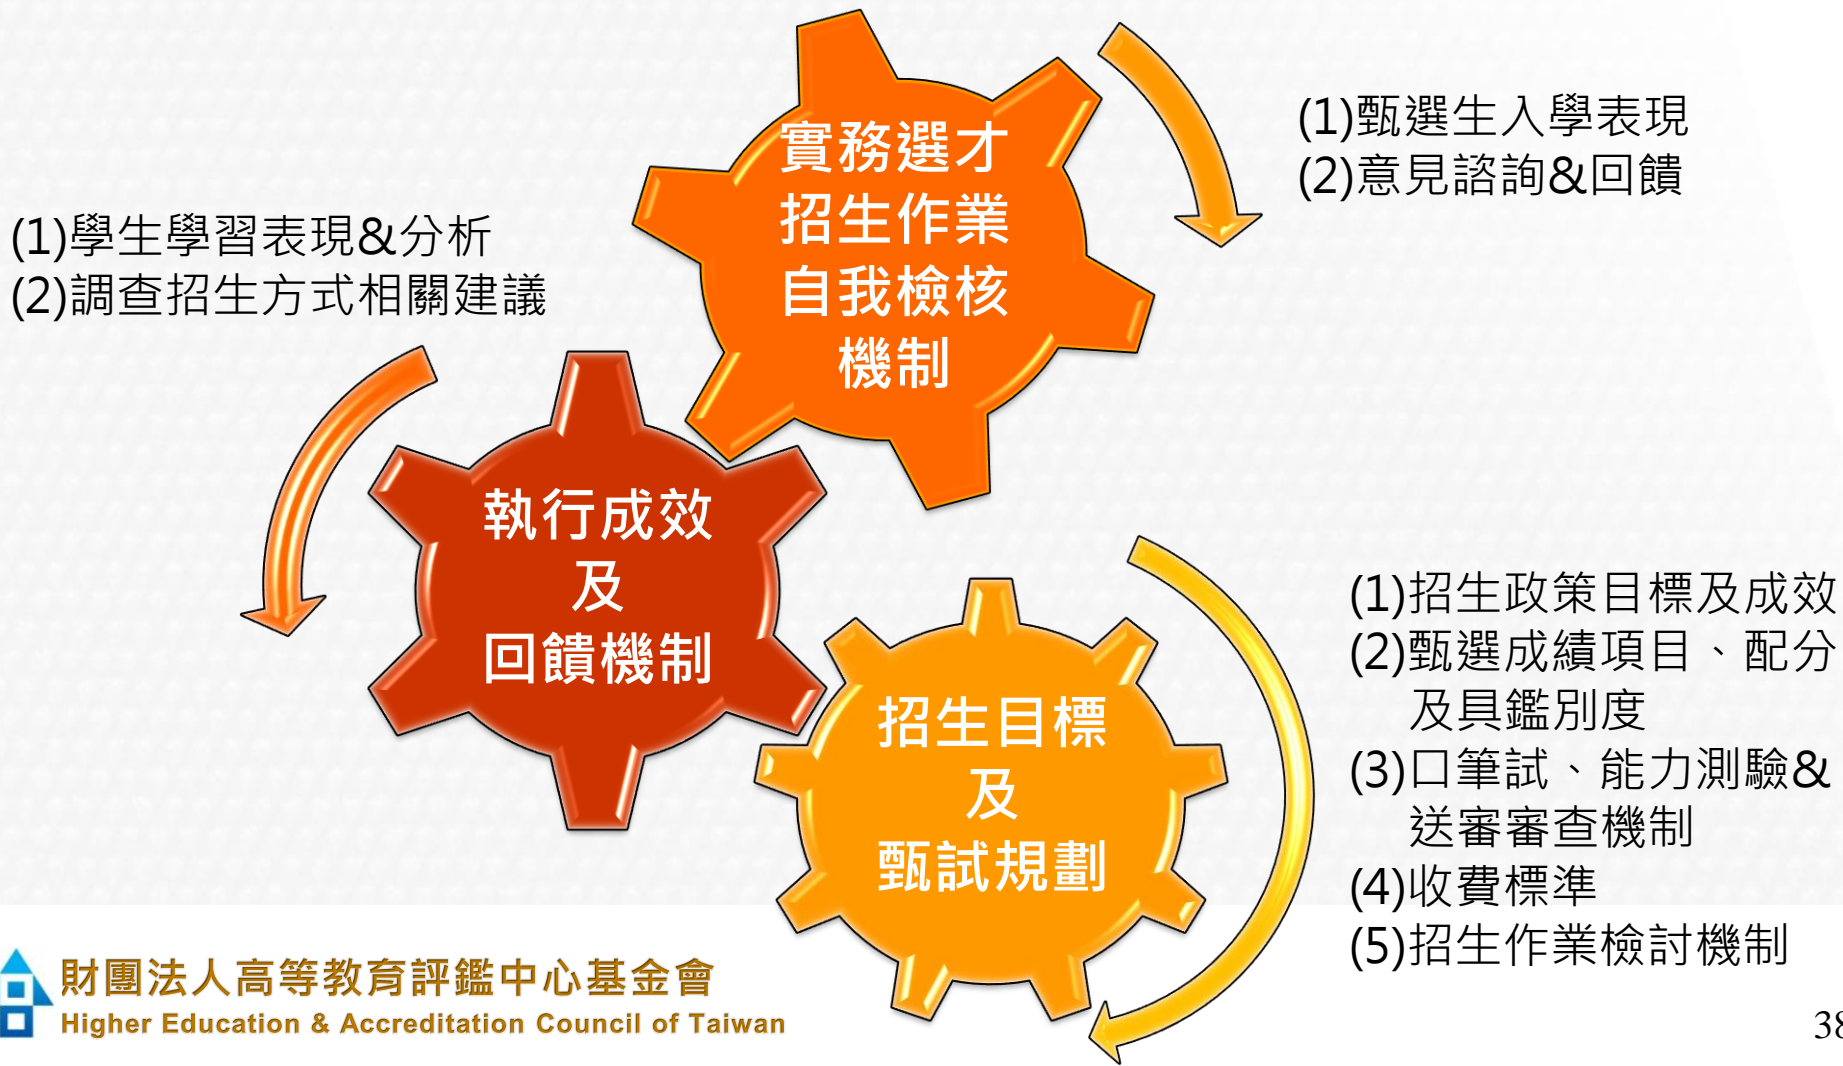 實務選才
招生作業
自我檢核
機制
(1)甄選生入學表現
(2)意見諮詢&回饋
(1)學生學習表現&分析
(2)調查招生方式相關建議
執行成效
及
回饋機制
招生目標
及
甄試規劃
(1)招生政策目標及成效
(2)甄選成績項目、配分
及具鑑別度
(3)口筆試、能力測驗&
送審審查機制
(4)收費標準
(5)招生作業檢討機制
財團法人高等教育評鑑中心基金會
Higher Education & Accreditation Council of Taiwan
38